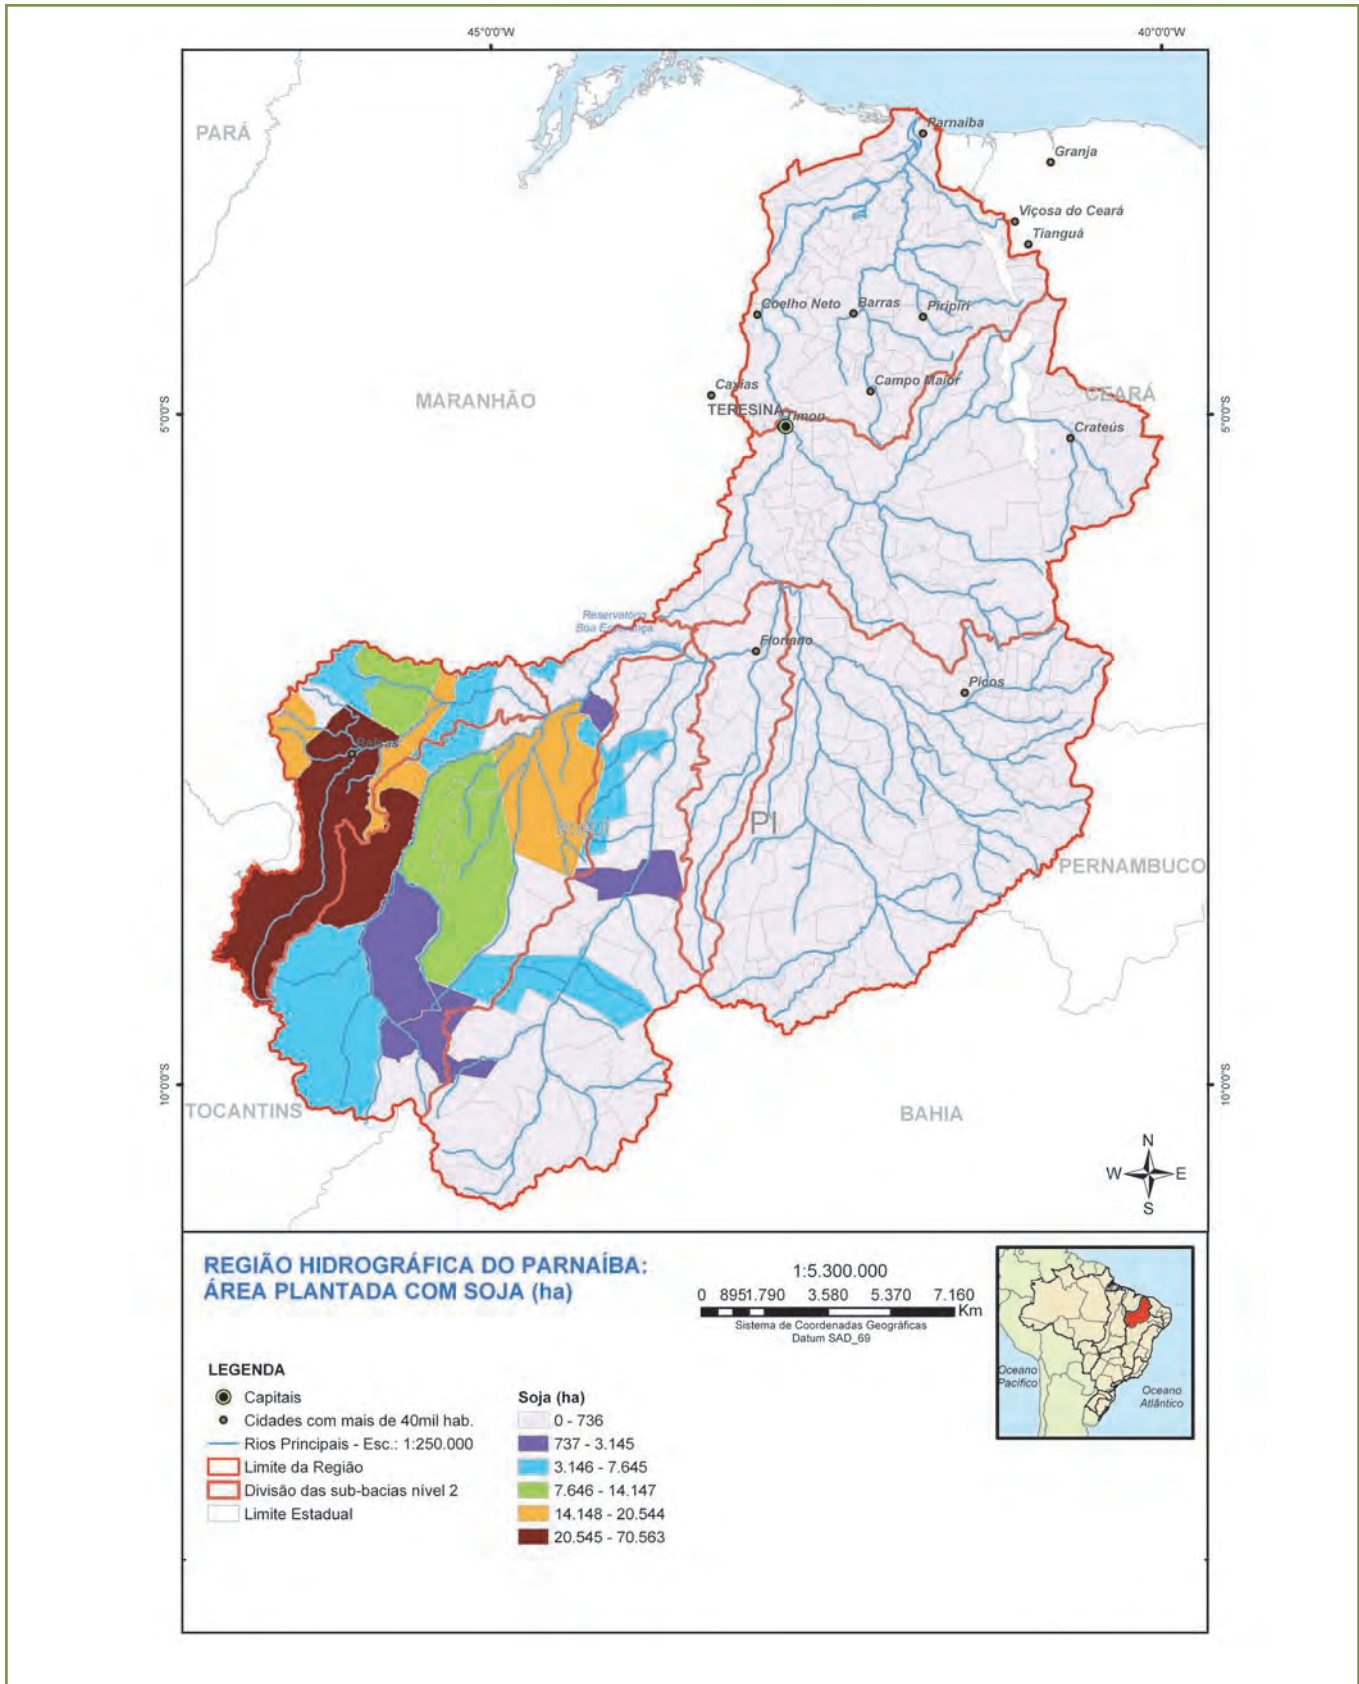 45°0'0"W
40°0'0"W
PARÁ
Parnaíba
Granja
Viçosa do Ceará
Tianguá
Coelho Neto
Barras
Piripiri
MARANHÃO
Caxias
Campo Maior
CEARÁ
5°0'0"S
TERESINA
Timon
Crateús
5°0'0"S
Reservatório
Boa Esperança
Floriano
Picos
Balsas
PI
PERNAMBUCO
10°0'0"S
10°0'0"S
TOCANTINS
BAHIA
N
W
E
S
REGIÃO HIDROGRÁFICA DO PARNAÍBA:
ÁREA PLANTADA COM SOJA (ha)
1:5.300.000
0 8951.790 3.580 5.370 7.160
Km
Sistema de Coordenadas Geográficas
Datum SAD_69
Oceano
Pacífico
Oceano
Atlântico
LEGENDA
Capitais
Cidades com mais de 40mil hab.
Rios Principais - Esc.: 1:250.000
Limite da Região
Divisão das sub-bacias nível 2
Limite Estadual
Soja (ha)
0 - 736
737 - 3.145
3.146 - 7.645
7.646 - 14.147
14.148 - 20.544
20.545 - 70.563